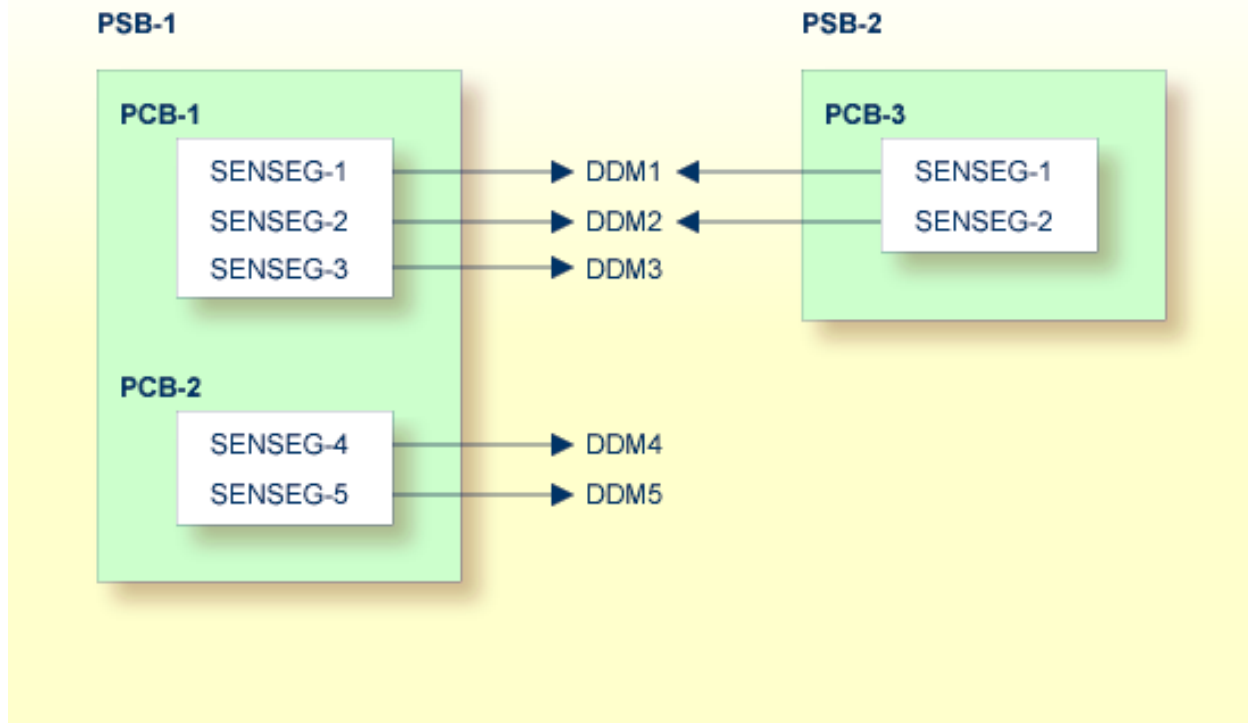 PSB-1
PSB-2
PCB-1
SENSEG-1
SENSEG-2
SENSEG-3
DDM1
DDM2
DDM3
PCB-3
SENSEG-1
SENSEG-2
PCB-2
SENSEG-4
SENSEG-5
DDM4
DDM5